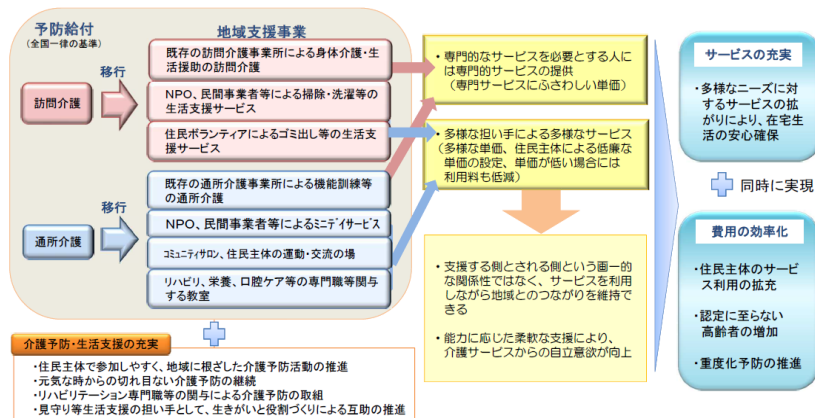 予防給付
(全国一律の基準)
地域支援事業
訪問介護
移行
既存の訪問介護事業所による身体介護・生
活援助の訪問介護
NPO、民間事業者等による掃除・洗濯等の
生活支援サービス
住民ボランティアによるゴミ出し等の生活支
援サービス
通所介護
移行
既存の通所介護事業所による機能訓練等
の通所介護
NPO、民間事業者等によるミニデイサービス
コミュニティサロン、住民主体の運動・交流の場
リハビリ、栄養、口腔ケア等の専門職等関与
する教室
介護予防・生活支援の充実
・住民主体で参加しやすく、地域に根ざした介護予防活動の推進
・元気な時からの切れ目ない介護予防の継続
・リハビリテーション専門職等の関与による介護予防の取組
・見守り等生活支援の担い手として、生きがいと役割づくりによる互助の推進
・専門的なサービスを必要とする人に
は専門的サービスの提供
(専門サービスにふさわしい単価)
・多様な担い手による多様なサービス
(多様な単価、住民主体による低廉な
単価の設定、単価が低い場合には
利用料も低減)
・支援する側とされる側という画一的
な関係性ではなく、サービスを利用
しながら地域とのつながりを維持で
きる
・能力に応じた柔軟な支援により、
介護サービスからの自立意欲が向上
サービスの充実
・多様なニーズに対
するサービスの拡
がりにより、在宅生
活の安心確保
同時に実現
費用の効率化
・住民主体のサービ
ス利用の拡充
・認定に至らない
高齢者の増加
・重度化予防の推進